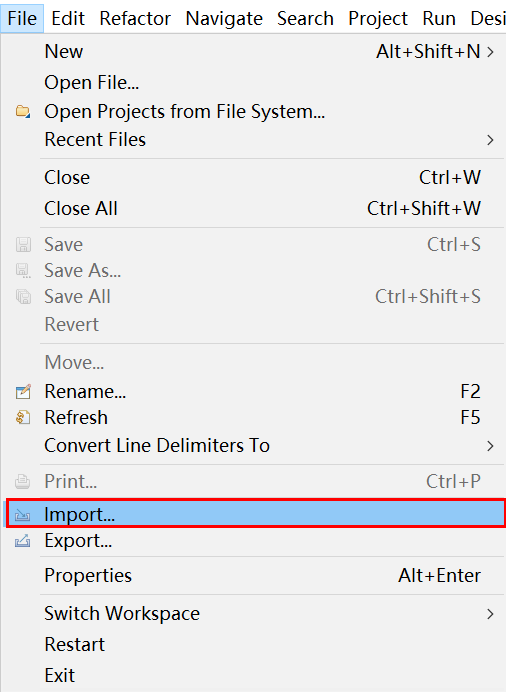 File Edit Refactor Navigate Search Project Run Desi
New Alt+Shift+N
Open File...
Open Projects from File System...
Recent Files
Close Ctrl+W
Close All Ctrl+Shift+W
Save Ctrl+S
Save As...
Save All Ctrl+Shift+S
Revert
Move...
Rename... F2
Refresh F5
Convert Line Delimiters To
Print... Ctrl+P
Import...
Export...
Properties Alt+Enter
Switch Workspace
Restart
Exit